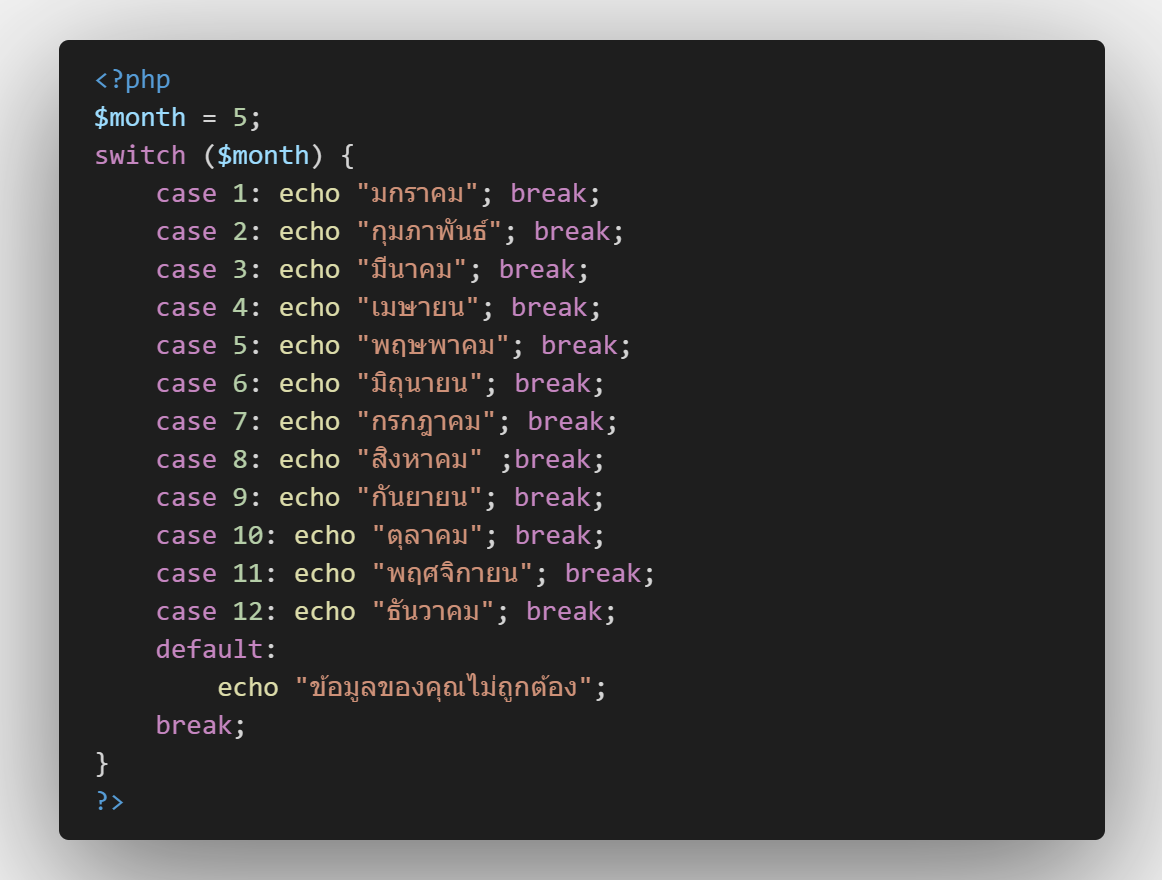 <?php
$month = 5;
switch ($month) {
    case 1: echo "มกราคม"; break;
    case 2: echo "กุมภาพันธ์"; break;
    case 3: echo "มีนาคม"; break;
    case 4: echo "เมษายน"; break;
    case 5: echo "พฤษพาคม"; break;
    case 6: echo "มิถุนายน"; break;
    case 7: echo "กรกฎาคม"; break;
    case 8: echo "สิงหาคม" ;break;
    case 9: echo "กันยายน"; break;
    case 10: echo "ตุลาคม"; break;
    case 11: echo "พฤศจิกายน"; break;
    case 12: echo "ธันวาคม"; break;
    default:
        echo "ข้อมูลของคุณไม่ถูกต้อง";
    break;
}
?>